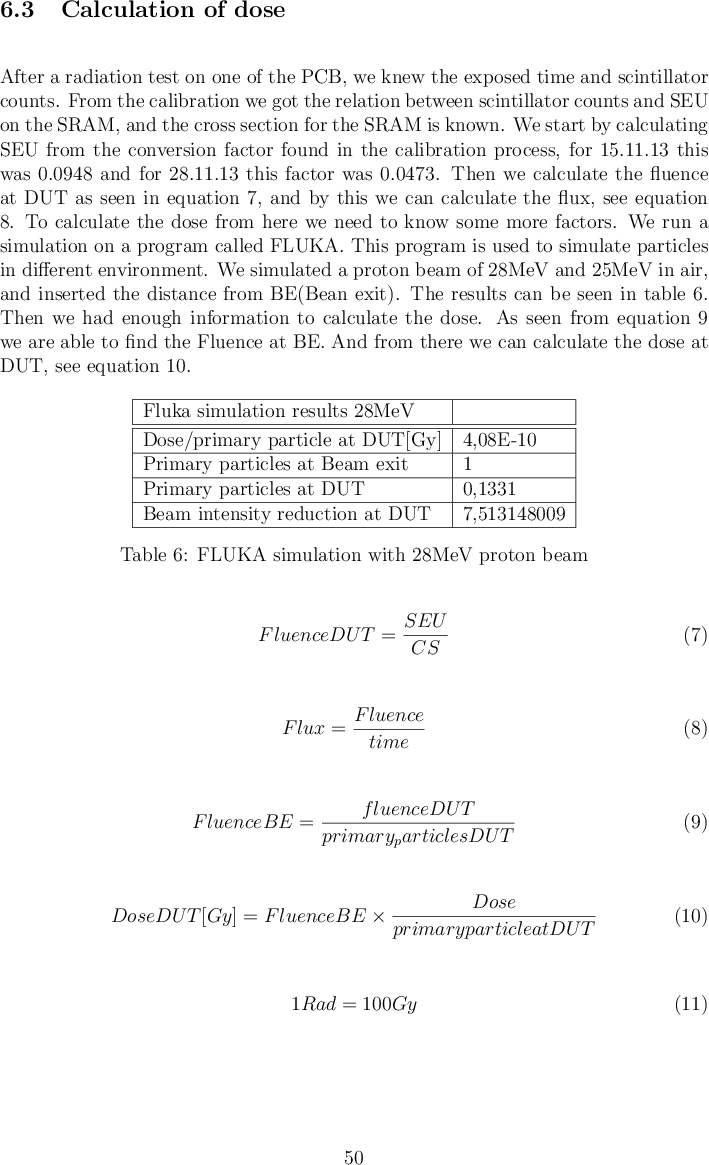 6.3 Calculation of dose
After a radiation test on one of the PCB, we knew the exposed time and scintillator
counts. From the calibration we got the relation between scintillator counts and SEU
on the SRAM, and the cross section for the SRAM is known. We start by calculating
SEU from the conversion factor found in the calibration process, for 15.11.13 this
was 0.0948 and for 28.11.13 this factor was 0.0473. Then we calculate the fluence
at DUT as seen in equation 7, and by this we can calculate the flux, see equation
8. To calculate the dose from here we need to know some more factors. We run a
simulation on a program called FLUKA. This program is used to simulate particles
in different environment. We simulated a proton beam of 28MeV and 25MeV in air,
and inserted the distance from BE(Bean exit). The results can be seen in table 6.
Then we had enough information to calculate the dose. As seen from equation 9
we are able to find the Fluence at BE. And from there we can calculate the dose at
DUT, see equation 10.
Fluka simulation results 28MeV
Dose/primary particle at DUT[Gy] 4,08E-10
Primary particles at Beam exit 1
Primary particles at DUT 0,1331
Beam intensity reduction at DUT 7,513148009
Table 6: FLUKA simulation with 28MeV proton beam
FluenceDUT = SEU / CS (7)
Flux = Fluence / time (8)
FluenceBE = fluenceDUT / primary_particlesDUT (9)
DoseDUT[Gy] = FluenceBE × Dose / primaryparticleatDUT (10)
1Rad = 100Gy (11)
50